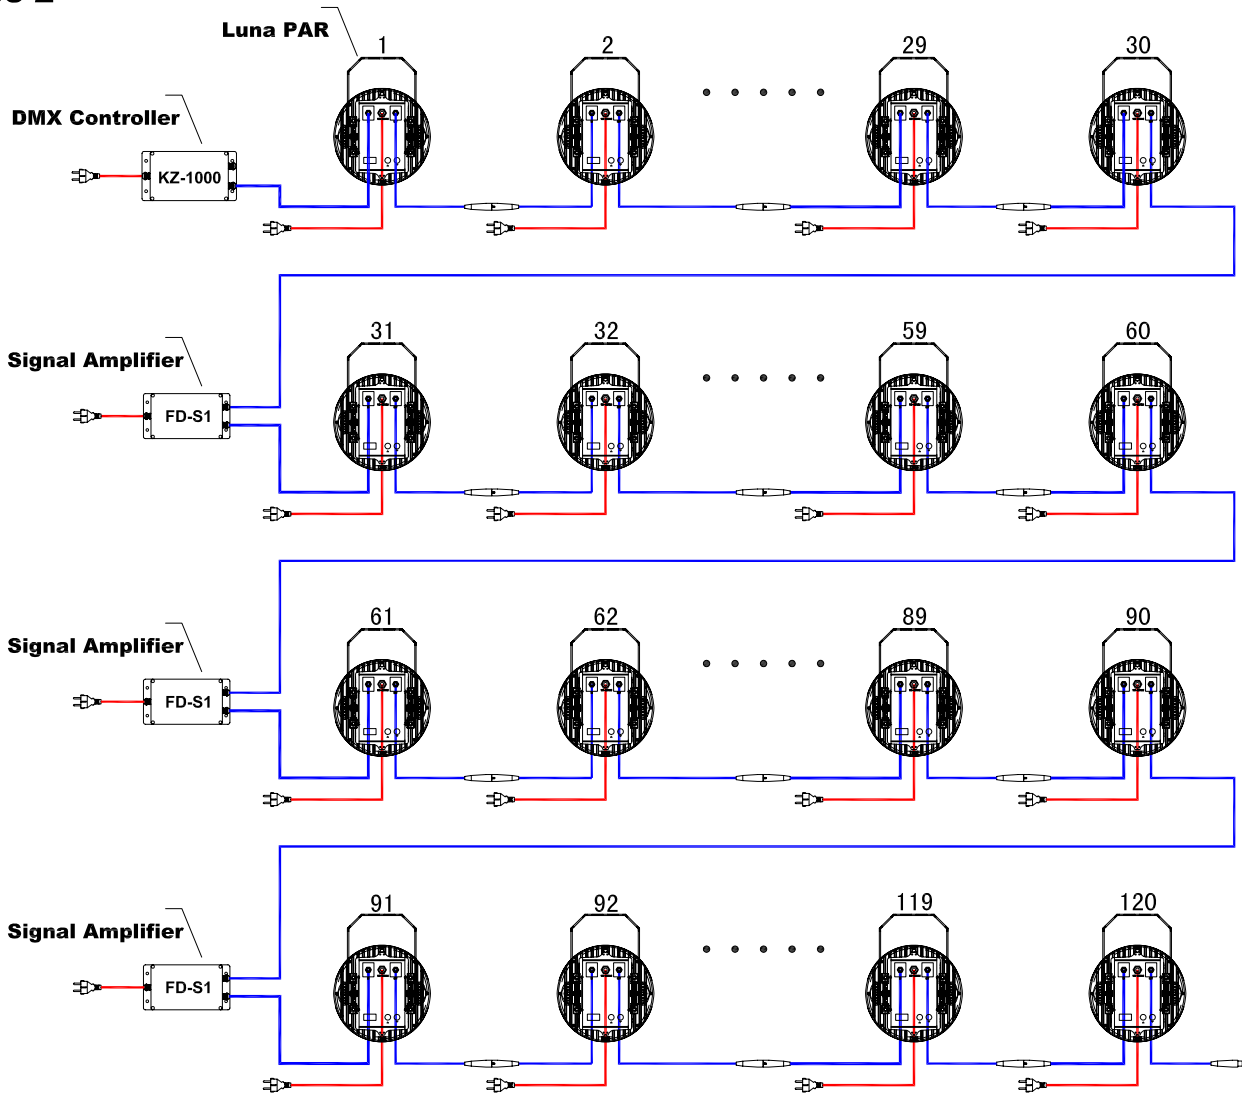 Luna PAR
1
2
29
30
DMX Controller
KZ-1000
31
32
59
60
Signal Amplifier
FD-S1
61
62
89
90
Signal Amplifier
FD-S1
91
92
119
120
Signal Amplifier
FD-S1